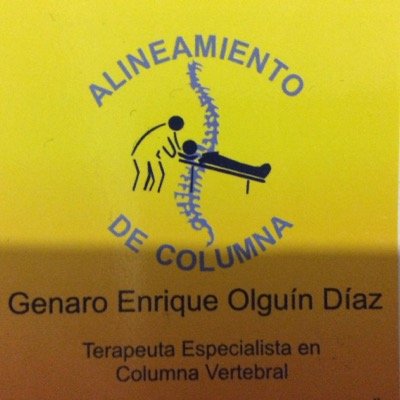 ALINEAMIENTO
DE COLUMNA
Genaro Enrique Olguín Díaz
Terapeuta Especialista en
Columna Vertebral